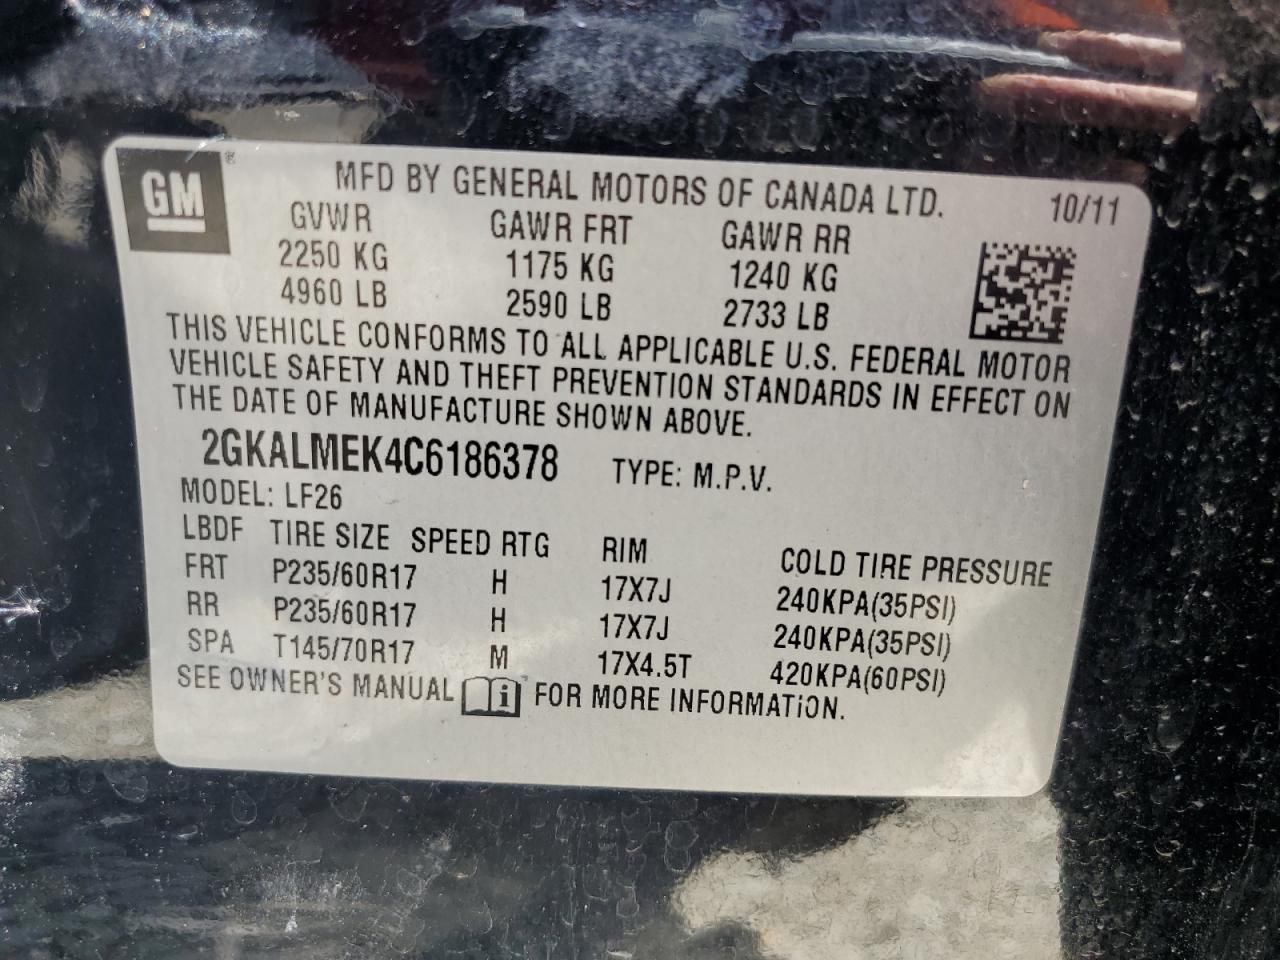 GM ®
MFD BY GENERAL MOTORS OF CANADA LTD. 10/11
GVWR GAWR FRT GAWR RR
2250 KG 1175 KG 1240 KG
4960 LB 2590 LB 2733 LB
THIS VEHICLE CONFORMS TO ALL APPLICABLE U.S. FEDERAL MOTOR
VEHICLE SAFETY AND THEFT PREVENTION STANDARDS IN EFFECT ON
THE DATE OF MANUFACTURE SHOWN ABOVE.
2GKALMEK4C6186378 TYPE: M.P.V.
MODEL: LF26
LBDF TIRE SIZE SPEED RTG RIM COLD TIRE PRESSURE
FRT P235/60R17 H 17X7J 240KPA(35PSI)
RR P235/60R17 H 17X7J 240KPA(35PSI)
SPA T145/70R17 M 17X4.5T 420KPA(60PSI)
SEE OWNER'S MANUAL i FOR MORE INFORMATION.